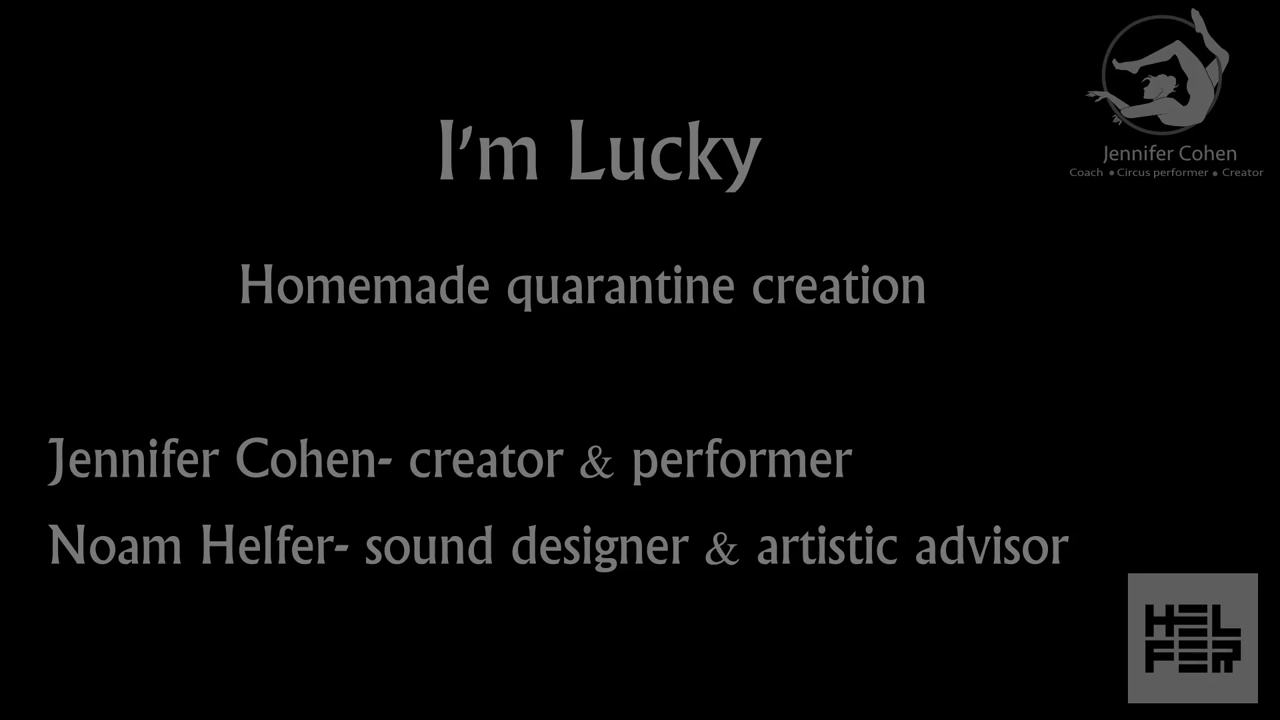 I'm Lucky
Homemade quarantine creation
Jennifer Cohen- creator & performer
Noam Helfer- sound designer & artistic advisor
Jennifer Cohen
Coach • Circus performer • Creator
HEL
FER